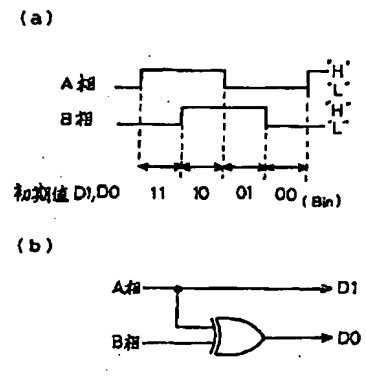 (a)
A相 "H" "L"
B相 "H" "L"
初期値 D1,D0 11 10 01 00 (Bin)
(b)
A相 D1
B相 D0